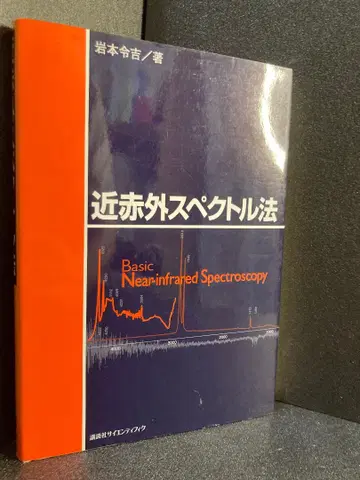 岩本令吉／著
近赤外スペクトル法
Basic
Near-infrared Spectroscopy
講談社サイエンティフィク